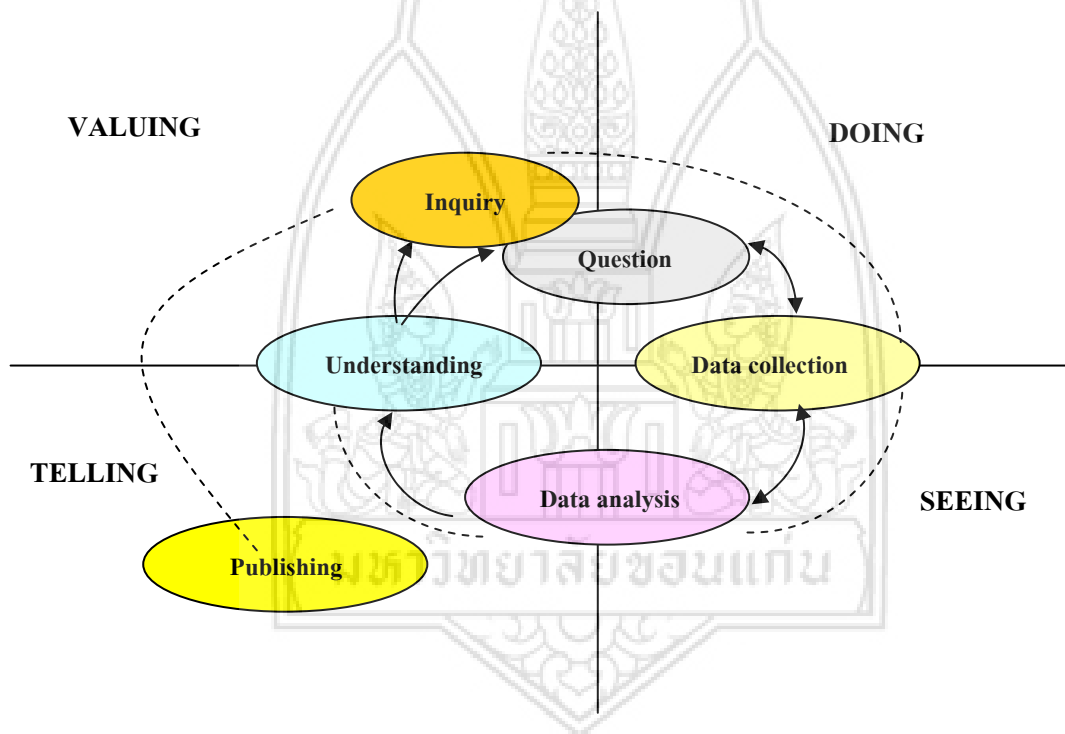 VALUING
DOING
Inquiry
Question
Understanding
Data collection
TELLING
Data analysis
SEEING
Publishing
มหาวิทยาลัยขอนแก่น